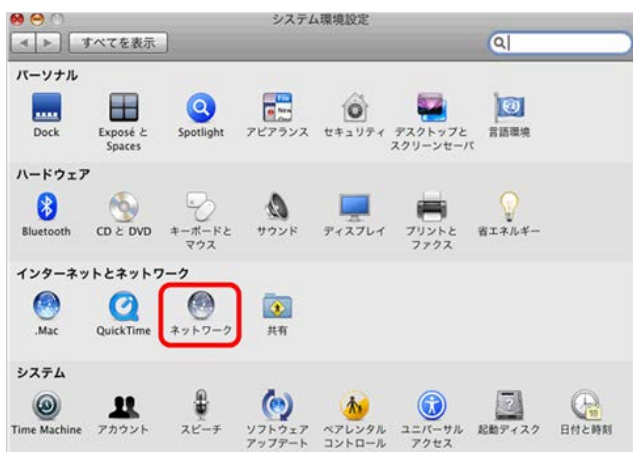 システム環境設定
すべてを表示
パーソナル
Dock
Exposé と
Spaces
Spotlight
アピアランス
セキュリティ
デスクトップと
スクリーンセーバ
言語環境
ハードウェア
Bluetooth
CD と DVD
キーボードと
マウス
サウンド
ディスプレイ
プリントと
ファクス
省エネルギー
インターネットとネットワーク
.Mac
QuickTime
ネットワーク
共有
システム
Time Machine
アカウント
スピーチ
ソフトウェア
アップデート
ペアレンタル
コントロール
ユニバーサル
アクセス
起動ディスク
日付と時刻